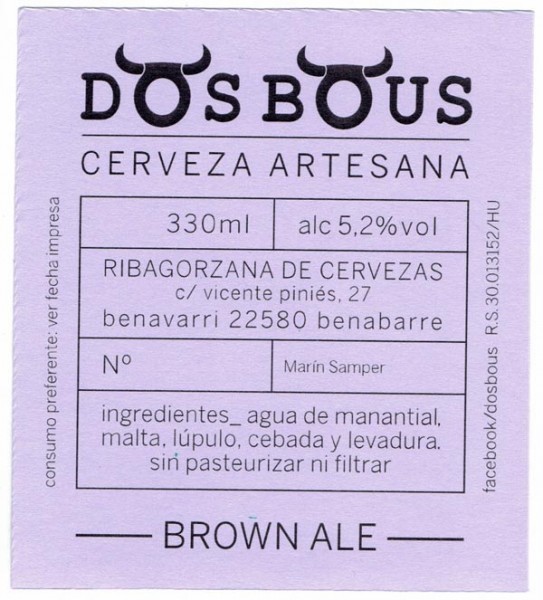 DOS BOUS
CERVEZA ARTESANA
330ml
alc 5,2%vol
RIBAGORZANA DE CERVEZAS
c/ vicente piniés, 27
benavarri 22580 benabarre
Nº
Marín Samper
ingredientes_ agua de manantial,
malta, lúpulo, cebada y levadura.
sin pasteurizar ni filtrar
BROWN ALE
consumo preferente: ver fecha impresa
facebook/dosbous R.S.30.013152/HU